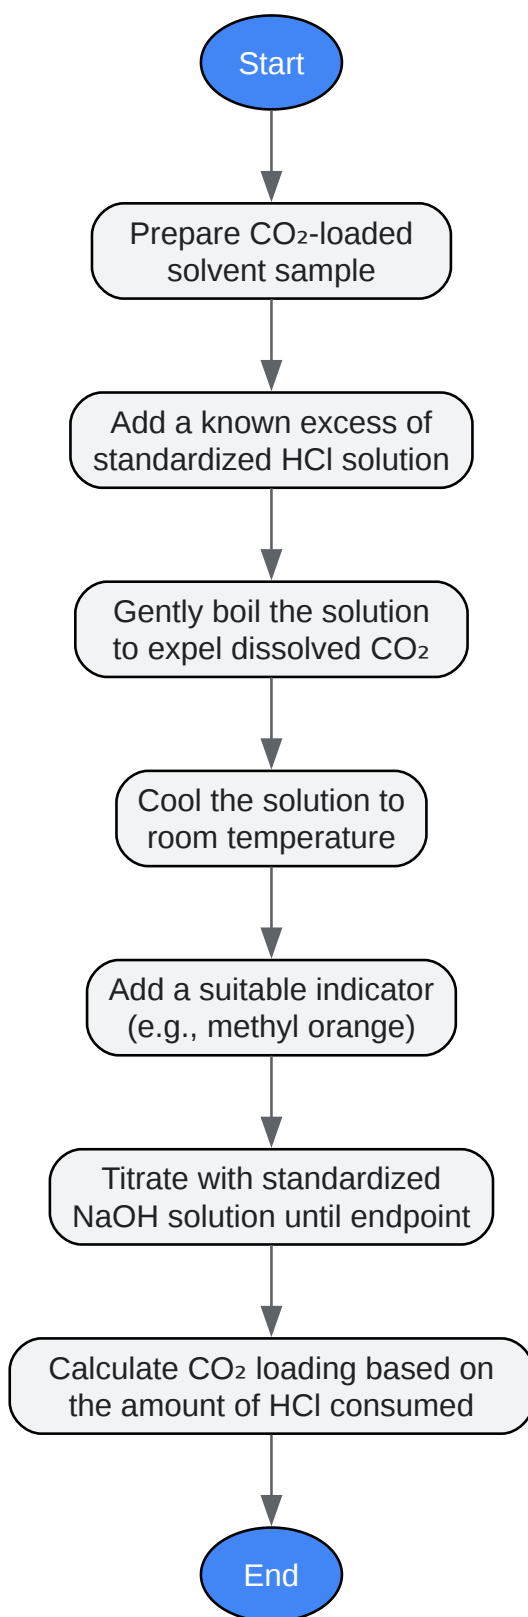 Start
Prepare CO₂-loaded
solvent sample
Add a known excess of
standardized HCl solution
Gently boil the solution
to expel dissolved CO₂
Cool the solution to
room temperature
Add a suitable indicator
(e.g., methyl orange)
Titrate with standardized
NaOH solution until endpoint
Calculate CO₂ loading based on
the amount of HCl consumed
End